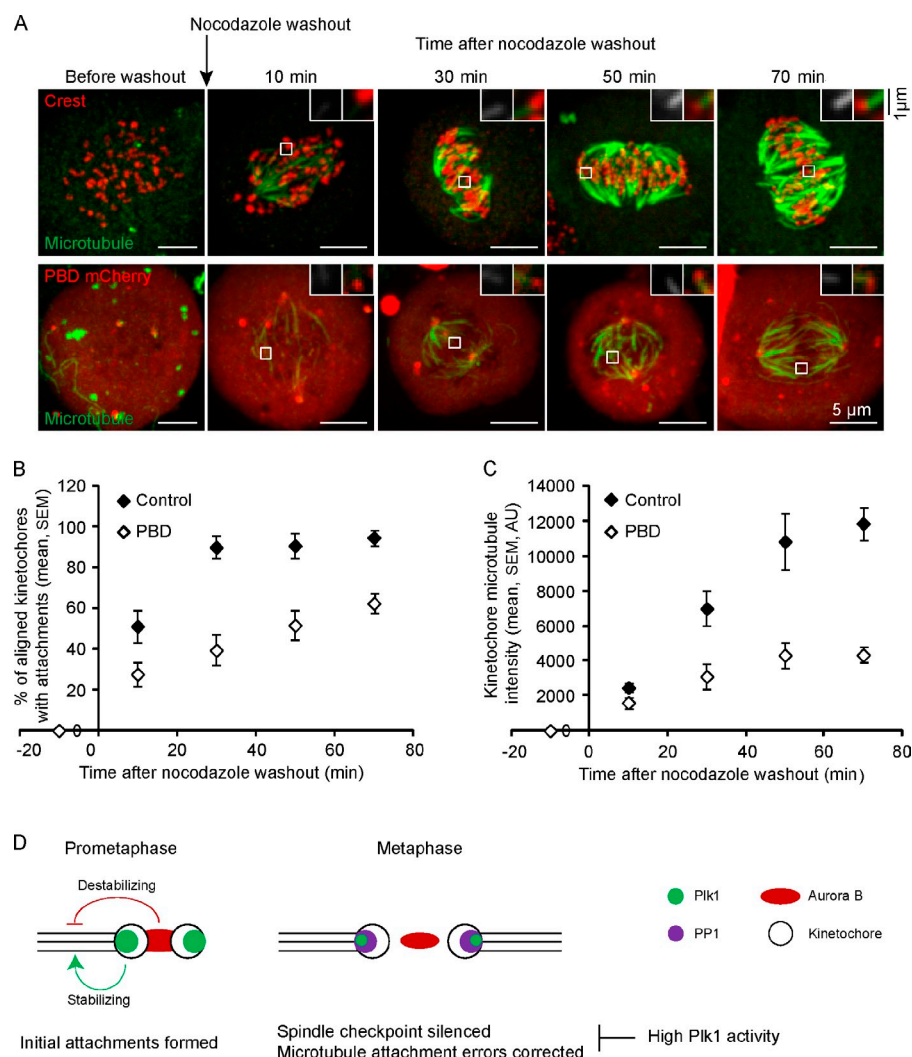 A
Nocodazole washout
Time after nocodazole washout
Before washout
10 min
30 min
50 min
70 min
Crest
Microtubule
1μm
PBD mCherry
Microtubule
5 μm
B
% of aligned kinetochores
with attachments (mean, SEM)
120
100
80
60
40
20
0
Control
PBD
-20
0
20
40
60
80
Time after nocodazole washout (min)
C
Kinetochore microtubule
intensity (mean, SEM, AU)
14000
12000
10000
8000
6000
4000
2000
0
Control
PBD
-20
0
20
40
60
80
Time after nocodazole washout (min)
D
Prometaphase
Metaphase
Destabilizing
Stabilizing
Plk1
Aurora B
PP1
Kinetochore
Initial attachments formed
Spindle checkpoint silenced
Microtubule attachment errors corrected
High Plk1 activity